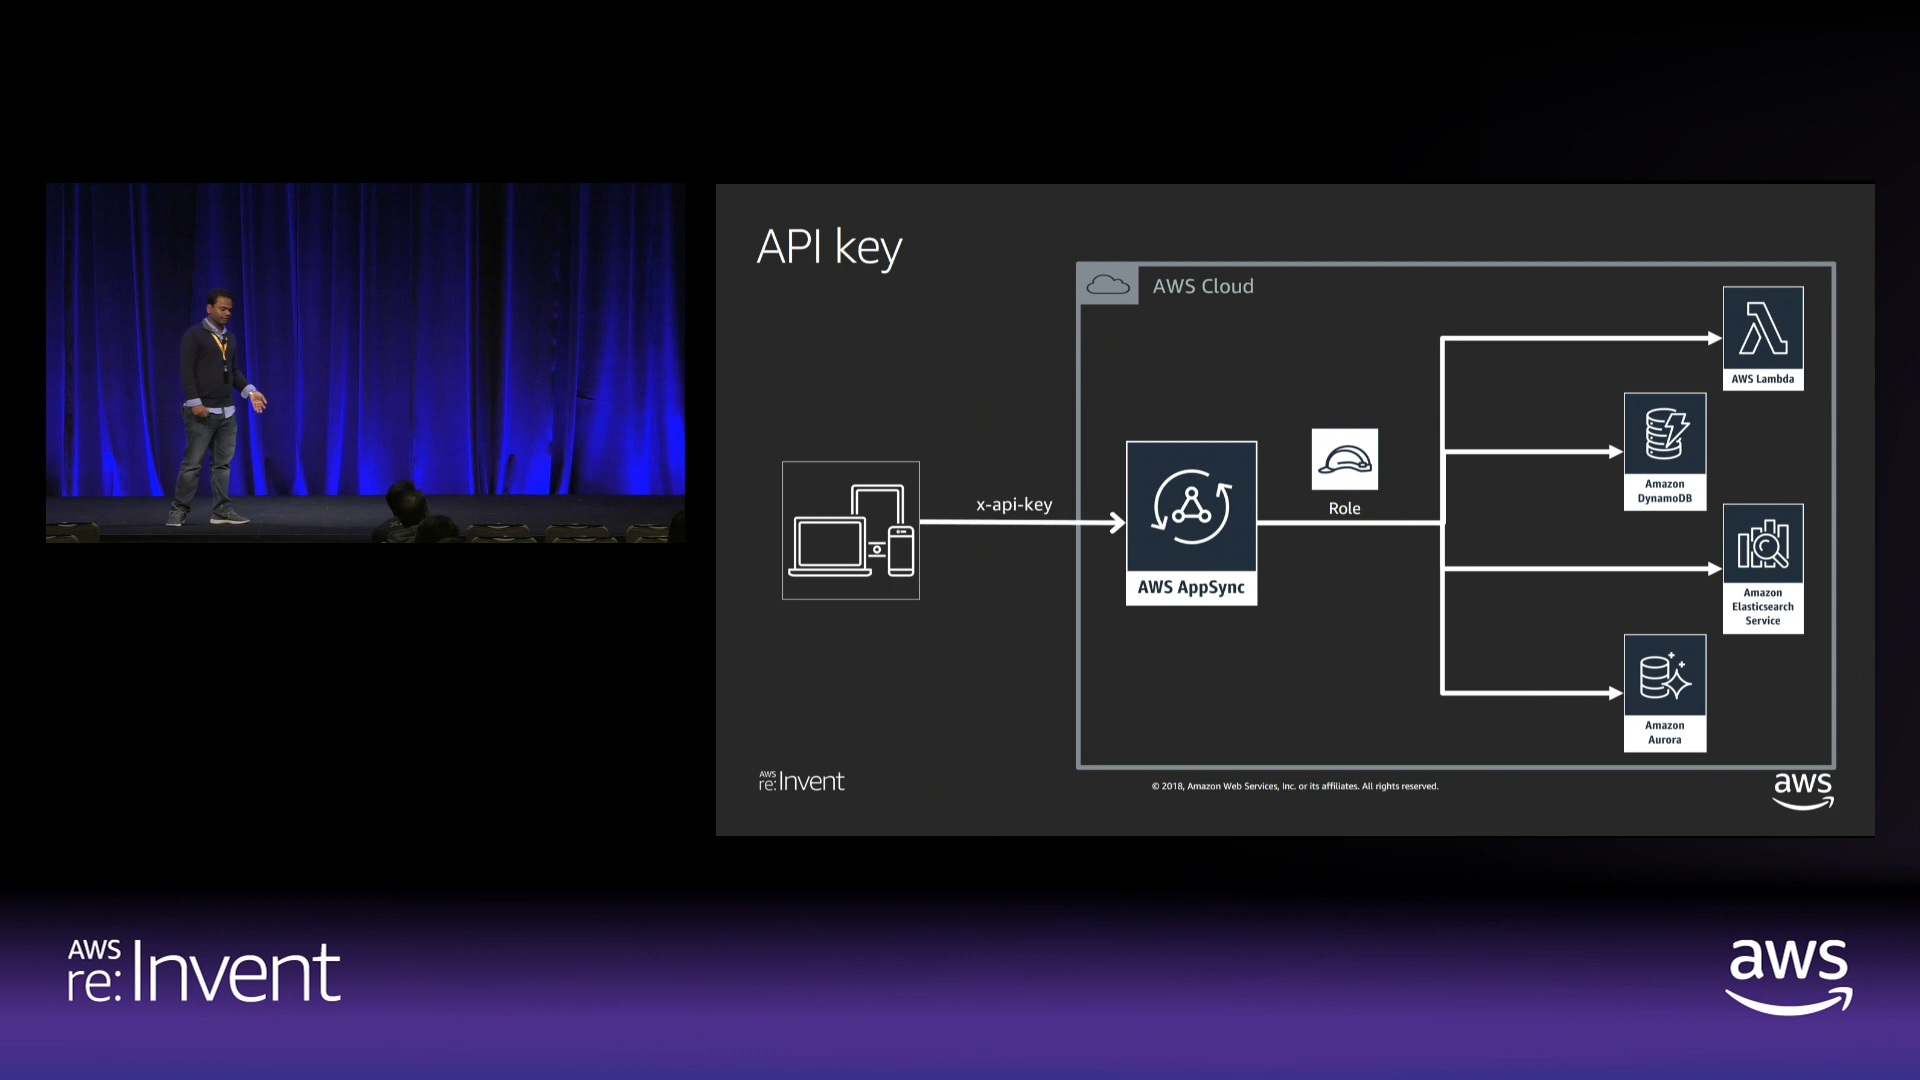 API key
AWS Cloud
AWS Lambda
Amazon
DynamoDB
x-api-key
Role
AWS AppSync
Amazon
Elasticsearch
Service
Amazon
Aurora
AWS
re:Invent
© 2018, Amazon Web Services, Inc. or its affiliates. All rights reserved.
aws
AWS
re:Invent
aws